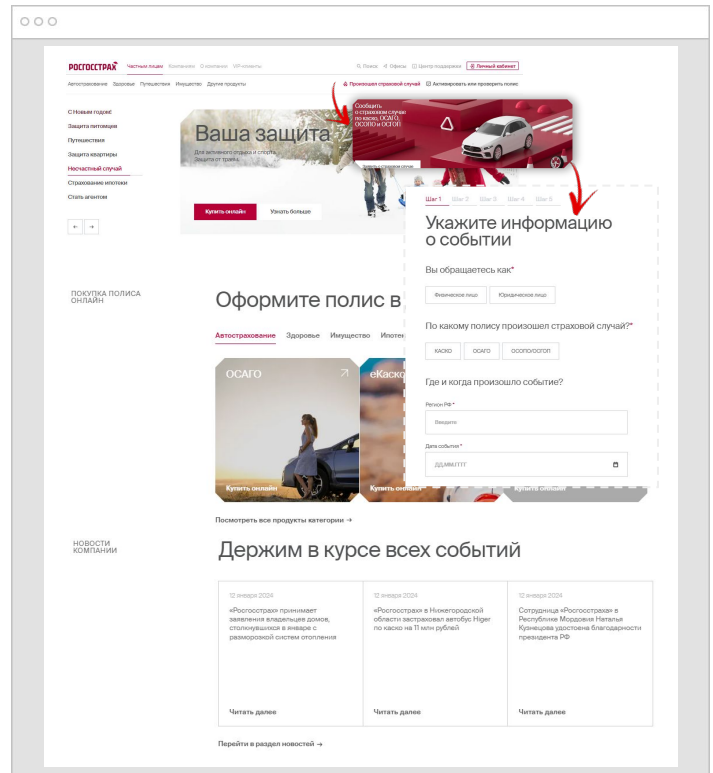 РОСГОССТРАХ
Частным лицам Компаниям О компании VIP-клиенты
Поиск Офисы Центр поддержки Личный кабинет
Автострахование Здоровье Путешествия Имущество Другие продукты
Произошел страховой случай Активировать или проверить полис
С Новым годом!
Защита питомцев
Путешествия
Защита квартиры
Несчастный случай
Страхование ипотеки
Стать агентом
← →
Ваша защита
Для активного отдыха и спорта.
Защита от травм.
Купить онлайн Узнать больше
Сообщить
о страховом случае
по каско, ОСАГО,
ОСОПО и ОСГОП
Заявить о страховом случае
Шаг 1 Шаг 2 Шаг 3 Шаг 4 Шаг 5
Укажите информацию
о событии
Вы обращаетесь как*
Физическое лицо Юридическое лицо
По какому полису произошел страховой случай?*
КАСКО ОСАГО ОСОПО/ОСГОП
Где и когда произошло событие?
Регион РФ *
Введите
Дата события *
ДД.ММ.ГГГГ
ПОКУПКА ПОЛИСА
ОНЛАЙН
Оформите полис в
Автострахование Здоровье Имущество
ОСАГО
еКаско
Купить онлайн Купить онлайн Купить онлайн
Посмотреть все продукты категории →
НОВОСТИ
КОМПАНИИ
Держим в курсе всех событий
12 января 2024
«Росгосстрах» принимает
заявления владельцев домов,
столкнувшихся в январе с
разморозкой систем отопления
Читать далее
12 января 2024
«Росгосстрах» в Нижегородской
области застраховал автобус Higer
по каско на 11 млн рублей
Читать далее
12 января 2024
Сотрудница «Росгосстраха» в
Республике Мордовия Наталья
Кузнецова удостоена благодарности
президента РФ
Читать далее
Перейти в раздел новостей →